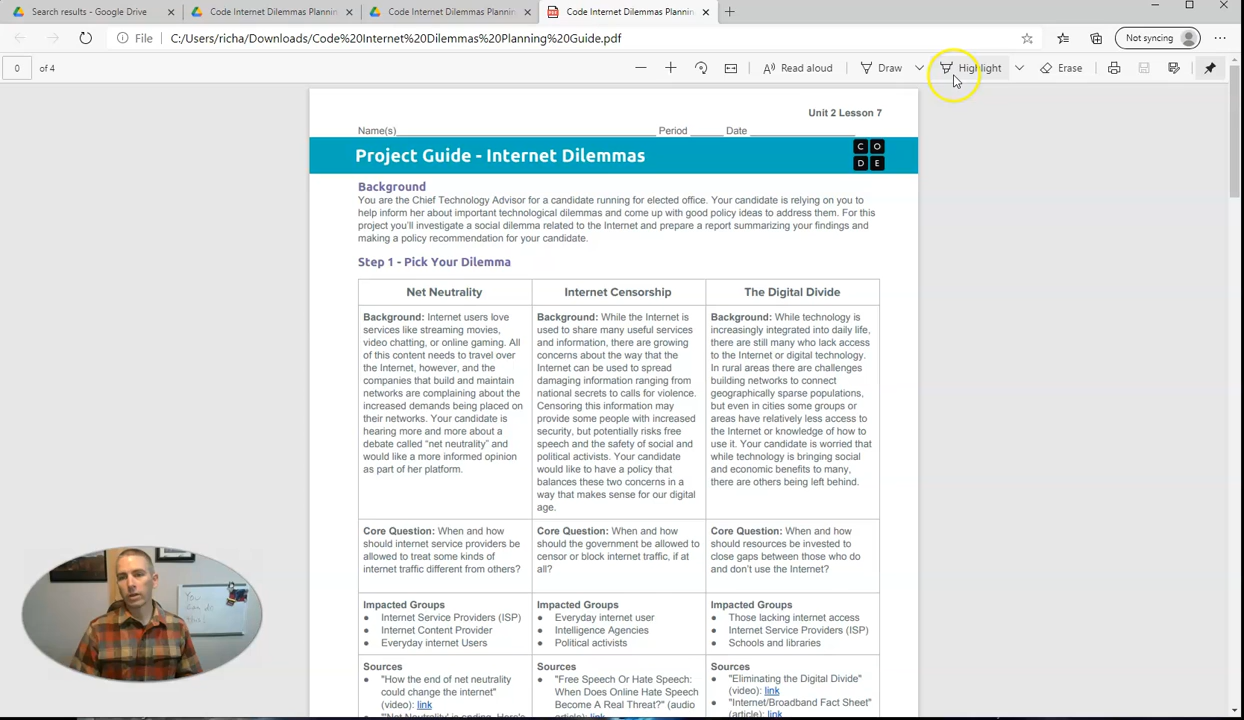 Search results - Google Drive
Code Internet Dilemmas Plannin
Code Internet Dilemmas Plannin
Code Internet Dilemmas Plannin
File
C:/Users/richa/Downloads/Code%20Internet%20Dilemmas%20Planning%20Guide.pdf
Not syncing
0 of 4
Read aloud
Draw
Highlight
Erase
Unit 2 Lesson 7
Name(s)____ Period ____ Date ____
Project Guide - Internet Dilemmas
C O
D E
Background
You are the Chief Technology Advisor for a candidate running for elected office. Your candidate is relying on you to
help inform her about important technological dilemmas and come up with good policy ideas to address them. For this
project you'll investigate a social dilemma related to the Internet and prepare a report summarizing your findings and
making a policy recommendation for your candidate.
Step 1 - Pick Your Dilemma
Net Neutrality
Background: Internet users love
services like streaming movies,
video chatting, or online gaming. All
of this content needs to travel over
the Internet, however, and the
companies that build and maintain
networks are complaining about the
increased demands being placed on
their networks. Your candidate is
hearing more and more about a
debate called "net neutrality" and
would like a more informed opinion
as part of her platform.
Core Question: When and how
should internet service providers be
allowed to treat some kinds of
internet traffic different from others?
Impacted Groups
● Internet Service Providers (ISP)
● Internet Content Provider
● Everyday internet Users
Sources
● "How the end of net neutrality
could change the internet"
(video): link
Internet Censorship
Background: While the Internet is
used to share many useful services
and information, there are growing
concerns about the way that the
Internet can be used to spread
damaging information ranging from
national secrets to calls for violence.
Censoring this information may
provide some people with increased
security, but potentially risks free
speech and the safety of social and
political activists. Your candidate
would like to have a policy that
balances these two concerns in a
way that makes sense for our digital
age.
Core Question: When and how
should the government be allowed to
censor or block internet traffic, if at
all?
Impacted Groups
● Everyday internet user
● Intelligence Agencies
● Political activists
Sources
● "Free Speech Or Hate Speech:
When Does Online Hate Speech
Become A Real Threat?" (audio
The Digital Divide
Background: While technology is
increasingly integrated into daily life,
there are still many who lack access
to the Internet or digital technology.
In rural areas there are challenges
building networks to connect
geographically sparse populations,
but even in cities some groups or
areas have relatively less access to
the Internet or knowledge of how to
use it. Your candidate is worried that
while technology is bringing social
and economic benefits to many,
there are others being left behind.
Core Question: When and how
should resources be invested to
close gaps between those who do
and don't use the Internet?
Impacted Groups
● Those lacking internet access
● Internet Service Providers (ISP)
● Schools and libraries
Sources
● "Eliminating the Digital Divide"
(video): link
● "Internet/Broadband Fact Sheet"
(article): link
You
can do
this!